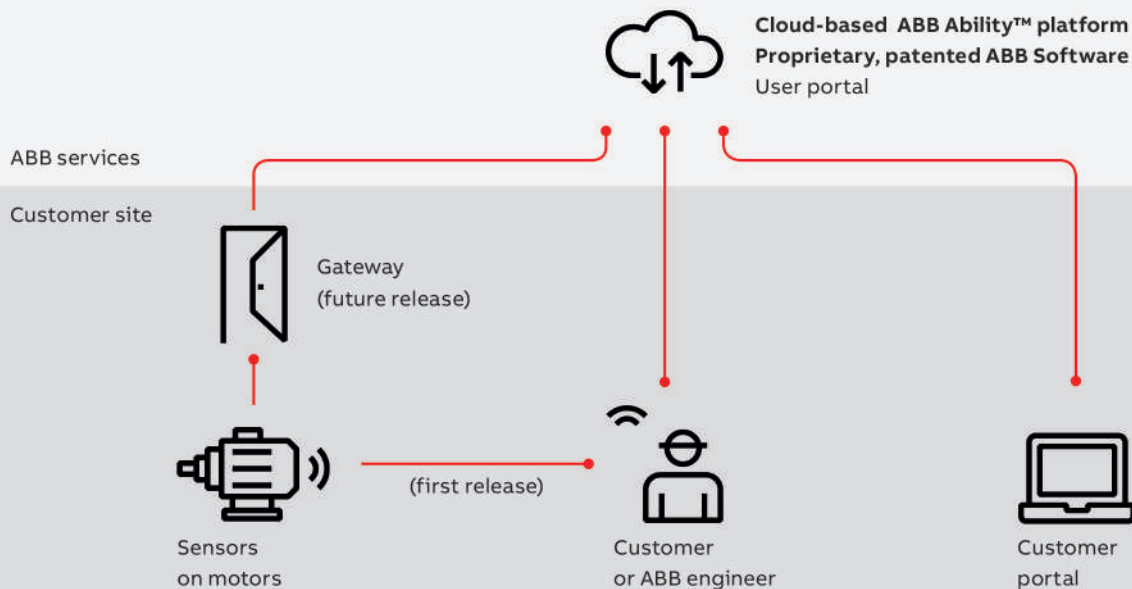 Cloud-based ABB Ability™ platform
Proprietary, patented ABB Software
User portal
ABB services
Customer site
Gateway
(future release)
(first release)
Sensors
on motors
Customer
or ABB engineer
Customer
portal